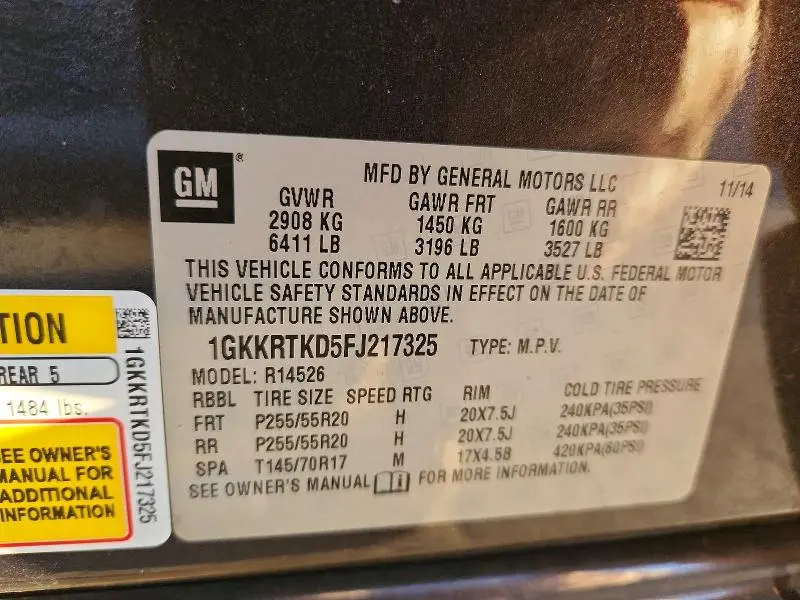 GM®
MFD BY GENERAL MOTORS LLC 11/14
GVWR GAWR FRT GAWR RR
2908 KG 1450 KG 1600 KG
6411 LB 3196 LB 3527 LB
THIS VEHICLE CONFORMS TO ALL APPLICABLE U.S. FEDERAL MOTOR
VEHICLE SAFETY STANDARDS IN EFFECT ON THE DATE OF
MANUFACTURE SHOWN ABOVE.
1GKKRTKD5FJ217325 TYPE: M.P.V.
MODEL: R14526
RBBL TIRE SIZE SPEED RTG RIM COLD TIRE PRESSURE
FRT P255/55R20 H 20X7.5J 240KPA(35PSI)
RR P255/55R20 H 20X7.5J 240KPA(35PSI)
SPA T145/70R17 M 17X4.5B 420KPA(60PSI)
SEE OWNER'S MANUAL FOR MORE INFORMATION.
TION
REAR 5
1484 lbs.
SEE OWNER'S
MANUAL FOR
ADDITIONAL
INFORMATION
1GKKRTKD5FJ217325